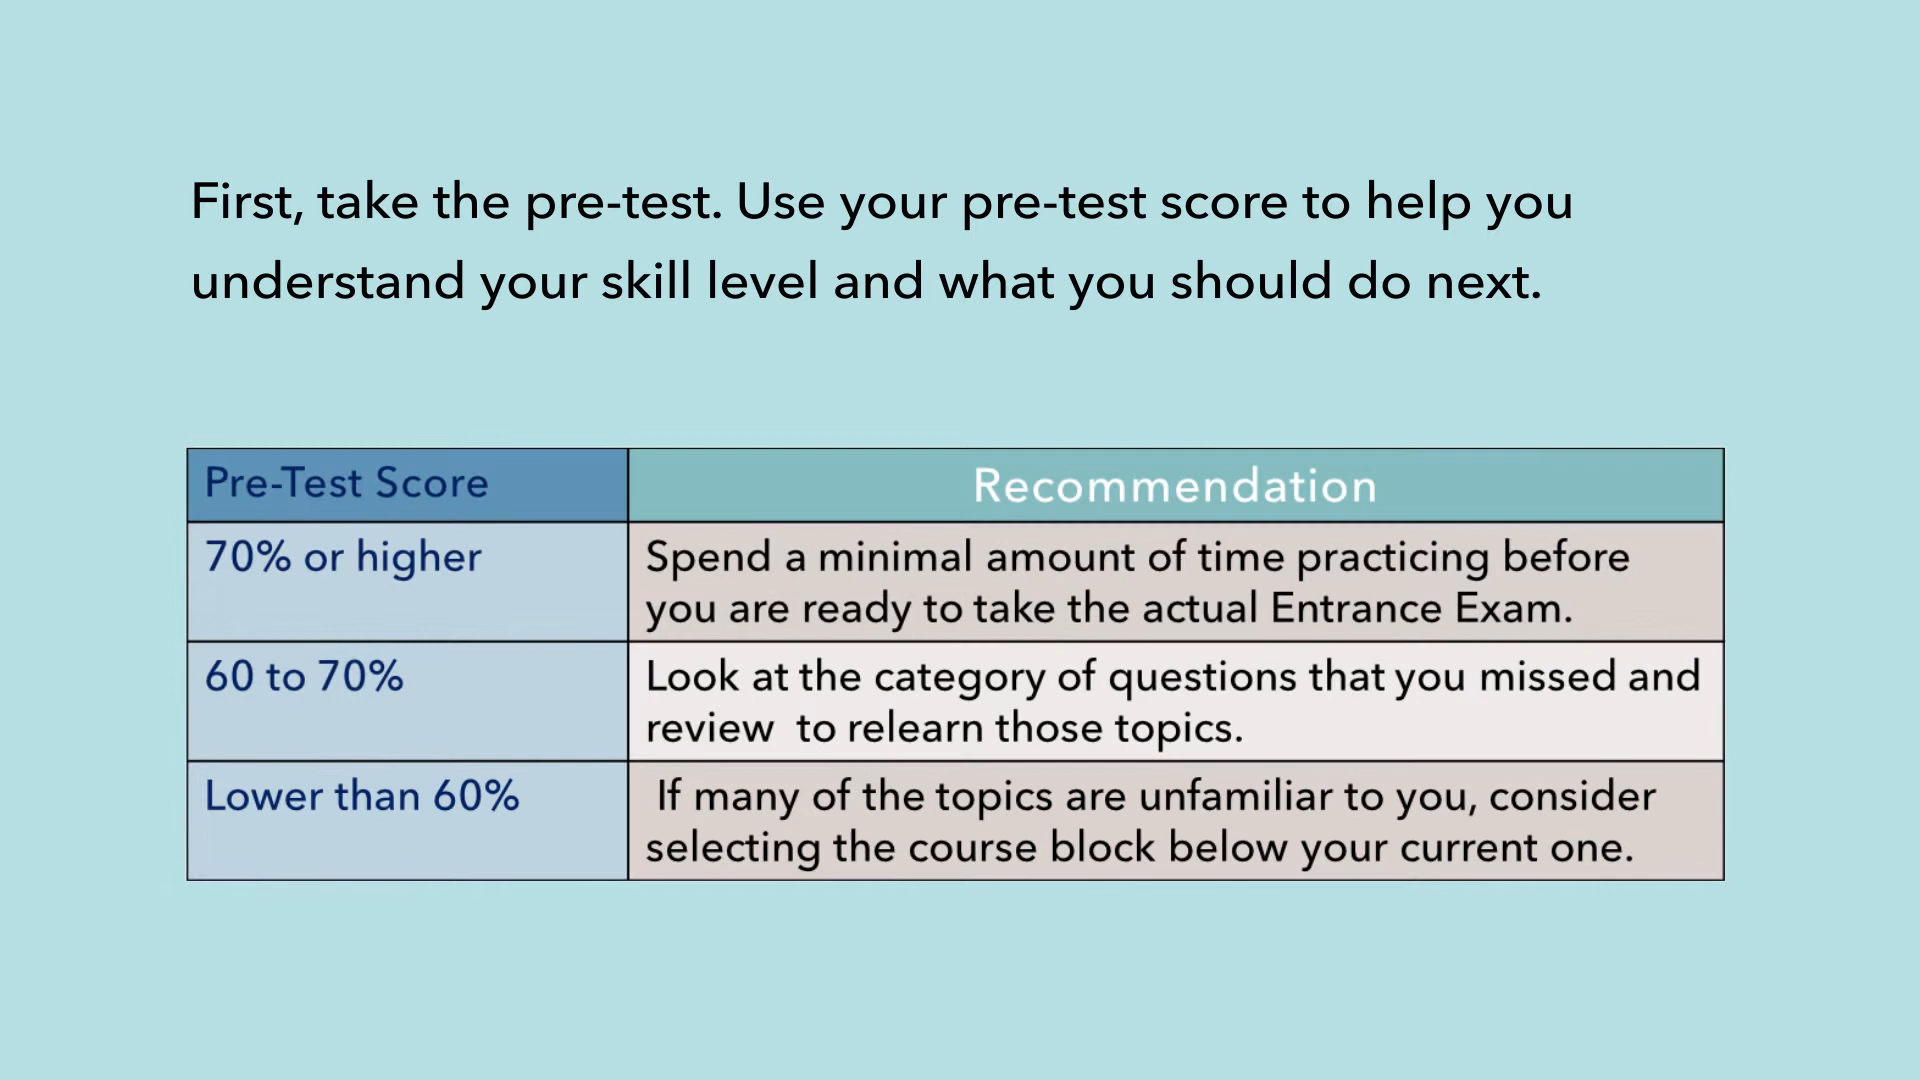 First, take the pre-test. Use your pre-test score to help you
understand your skill level and what you should do next.
Pre-Test Score
Recommendation
70% or higher
Spend a minimal amount of time practicing before
you are ready to take the actual Entrance Exam.
60 to 70%
Look at the category of questions that you missed and
review  to relearn those topics.
Lower than 60%
If many of the topics are unfamiliar to you, consider
selecting the course block below your current one.